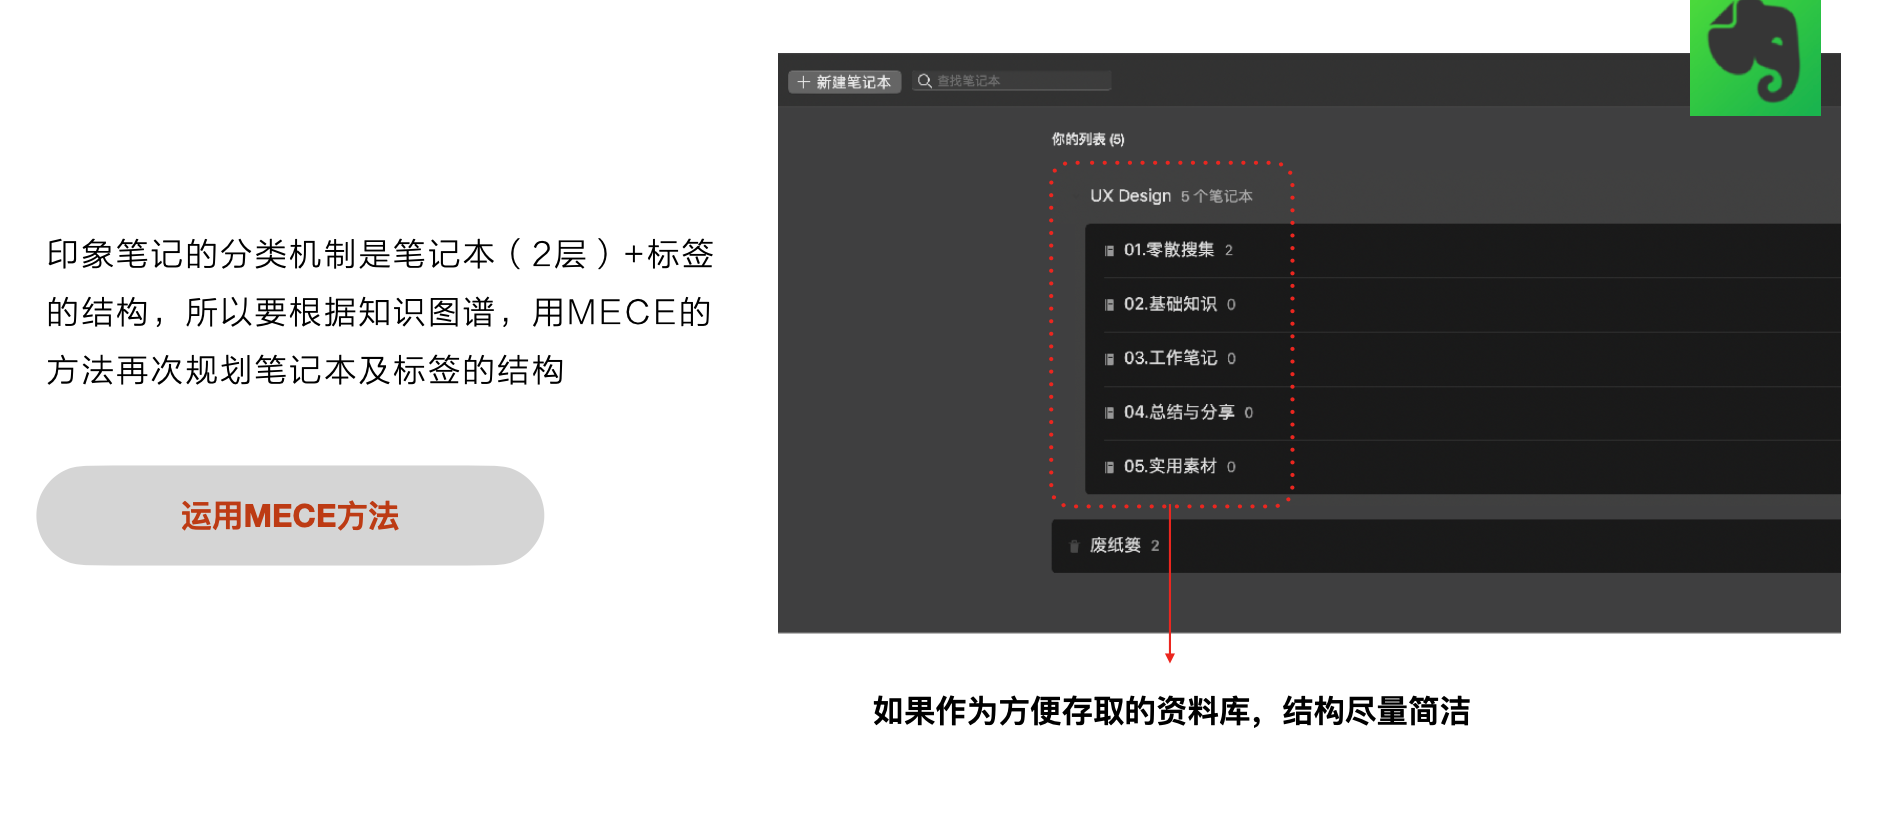 印象笔记的分类机制是笔记本（2层）+标签
的结构，所以要根据知识图谱，用MECE的
方法再次规划笔记本及标签的结构
运用MECE方法
新建笔记本
查找笔记本
你的列表 (5)
UX Design 5 个笔记本
01.零散搜集 2
02.基础知识 0
03.工作笔记 0
04.总结与分享 0
05.实用素材 0
废纸篓 2
如果作为方便存取的资料库，结构尽量简洁